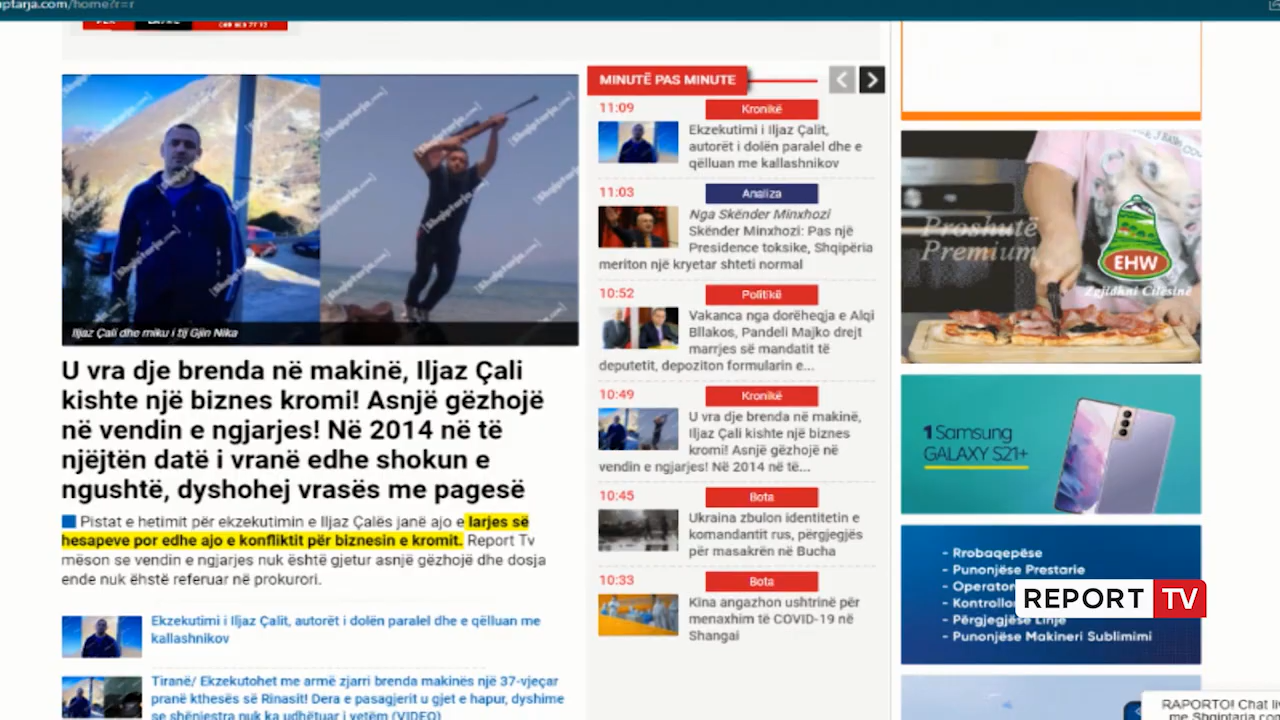 ptarja.com/home?r=r
Iljaz Çali dhe miku i tij Gjin Nika
U vra dje brenda në makinë, Iljaz Çali
kishte një biznes kromi! Asnjë gëzhojë
në vendin e ngjarjes! Në 2014 në të
njëjtën datë i vranë edhe shokun e
ngushtë, dyshohej vrasës me pagesë
Pistat e hetimit për ekzekutimin e Iljaz Çalës janë ajo e larjes së
hesapeve por edhe ajo e konfliktit për biznesin e kromit. Report Tv
mëson se vendin e ngjarjes nuk është gjetur asnjë gëzhojë dhe dosja
ende nuk ëhstë referuar në prokurori.
Ekzekutimi i Iljaz Çalit, autorët i dolën paralel dhe e qëlluan me
kallashnikov
Tiranë/ Ekzekutohet me armë zjarri brenda makinës një 37-vjeçar
pranë kthesës së Rinasit! Dera e pasagjerit u gjet e hapur, dyshime
se shënjestra nuk ka udhëtuar i vetëm (VIDEO)
MINUTË PAS MINUTE
11:09
Kronikë
Ekzekutimi i Iljaz Çalit,
autorët i dolën paralel dhe e
qëlluan me kallashnikov
11:03
Analiza
Nga Skënder Minxhozi
Skënder Minxhozi: Pas një
Presidence toksike, Shqipëria
meriton një kryetar shteti normal
10:52
Politikë
Vakanca nga dorëheqja e Alqi
Bllakos, Pandeli Majko drejt
marrjes së mandatit të
deputetit, depoziton formularin e...
10:49
Kronikë
U vra dje brenda në makinë,
Iljaz Çali kishte një biznes
kromi! Asnjë gëzhojë në
vendin e ngjarjes! Në 2014 në të...
10:45
Bota
Ukraina zbulon identitetin e
komandantit rus, përgjegjës
për masakrën në Bucha
10:33
Bota
Kina angazhon ushtrinë për
menaxhim të COVID-19 në
Shangai
Proshutë
Premium
EHW
Zgjidhni Cilësinë
1 Samsung
GALAXY S21+
- Rrobaqepëse
- Punonjëse Prestarie
- Operator
- Kontrollor
- Përgjegjëse Linje
- Punonjëse Makineri Sublimimi
REPORT TV
RAPORTO! Chat
me Shqiptarja